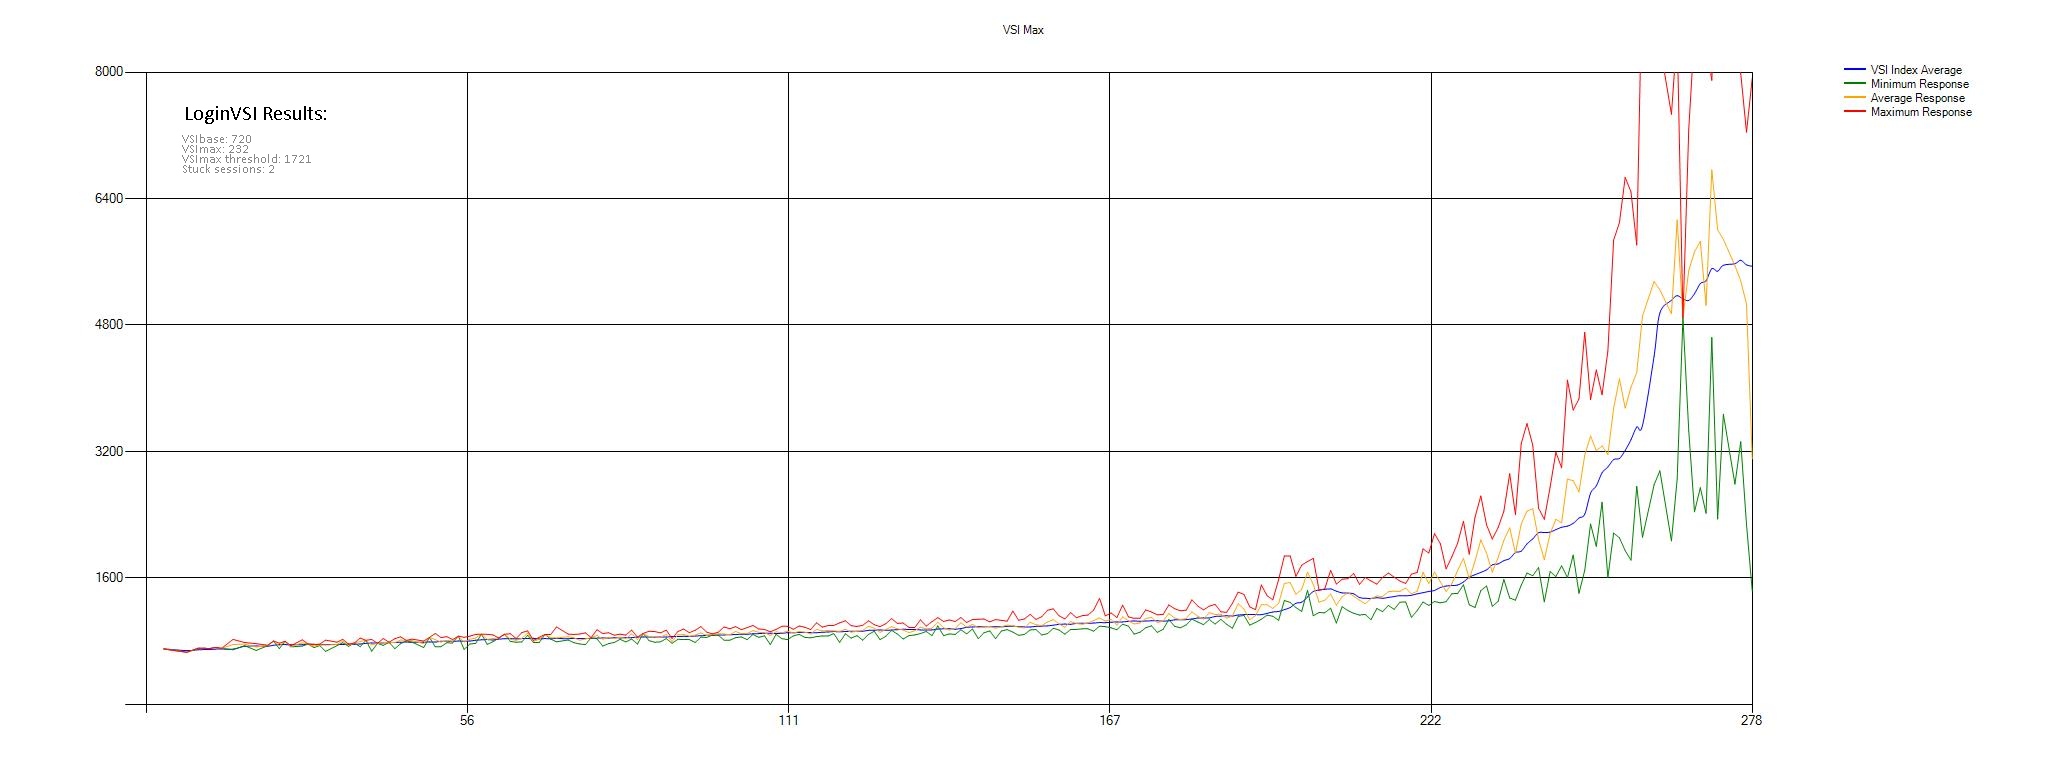 VSI Max
8000
6400
4800
3200
1600
56
111
167
222
278
LoginVSI Results:
VSIbase: 720
VSImax: 232
VSImax threshold: 1721
Stuck sessions: 2
VSI Index Average
Minimum Response
Average Response
Maximum Response